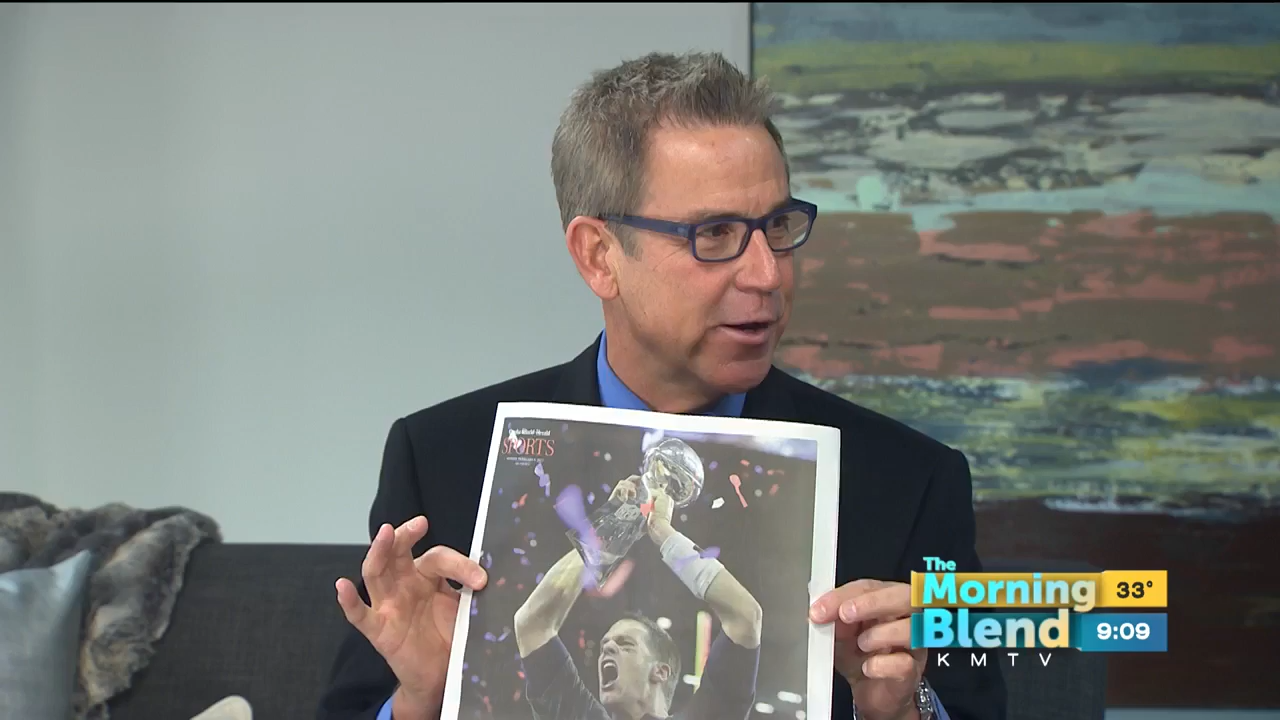 Omaha World-Herald
SPORTS
The
Morning
33°
Blend
9:09
KMTV